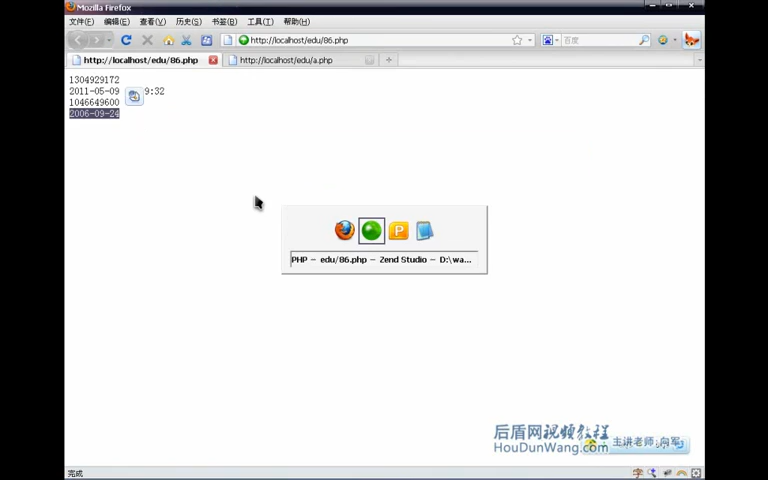 Mozilla Firefox
文件(F) 编辑(E) 查看(V) 历史(S) 书签(B) 工具(T) 帮助(H)
http://localhost/edu/86.php
百度
http://localhost/edu/86.php http://localhost/edu/a.php
1304929172
2011-05-09 9:32
1046649600
2006-09-24
PHP - edu/86.php - Zend Studio - D:\wa...
后盾网视频教程
HouDunWang.com 主讲老师:向军
完成